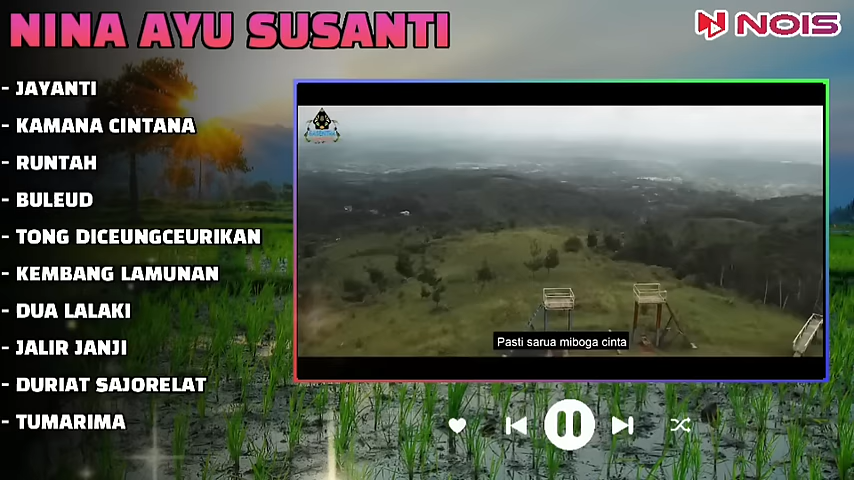 NINA AYU SUSANTI
NOIS
- JAYANTI
- KAMANA CINTANA
- RUNTAH
- BULEUD
- TONG DICEUNGCEURIKAN
- KEMBANG LAMUNAN
- DUA LALAKI
- JALIR JANJI
- DURIAT SAJORELAT
- TUMARIMA
Pasti sarua miboga cinta